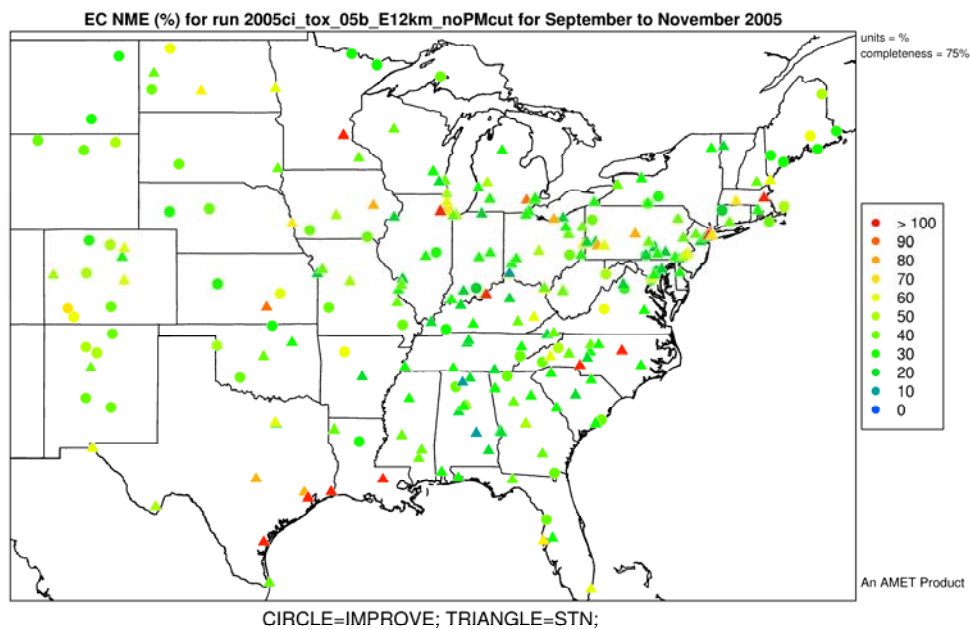 EC NME (%) for run 2005ci_tox_05b_E12km_noPMcut for September to November 2005
units = %
completeness = 75%
> 100
90
80
70
60
50
40
30
20
10
0
An AMET Product
CIRCLE=IMPROVE; TRIANGLE=STN;